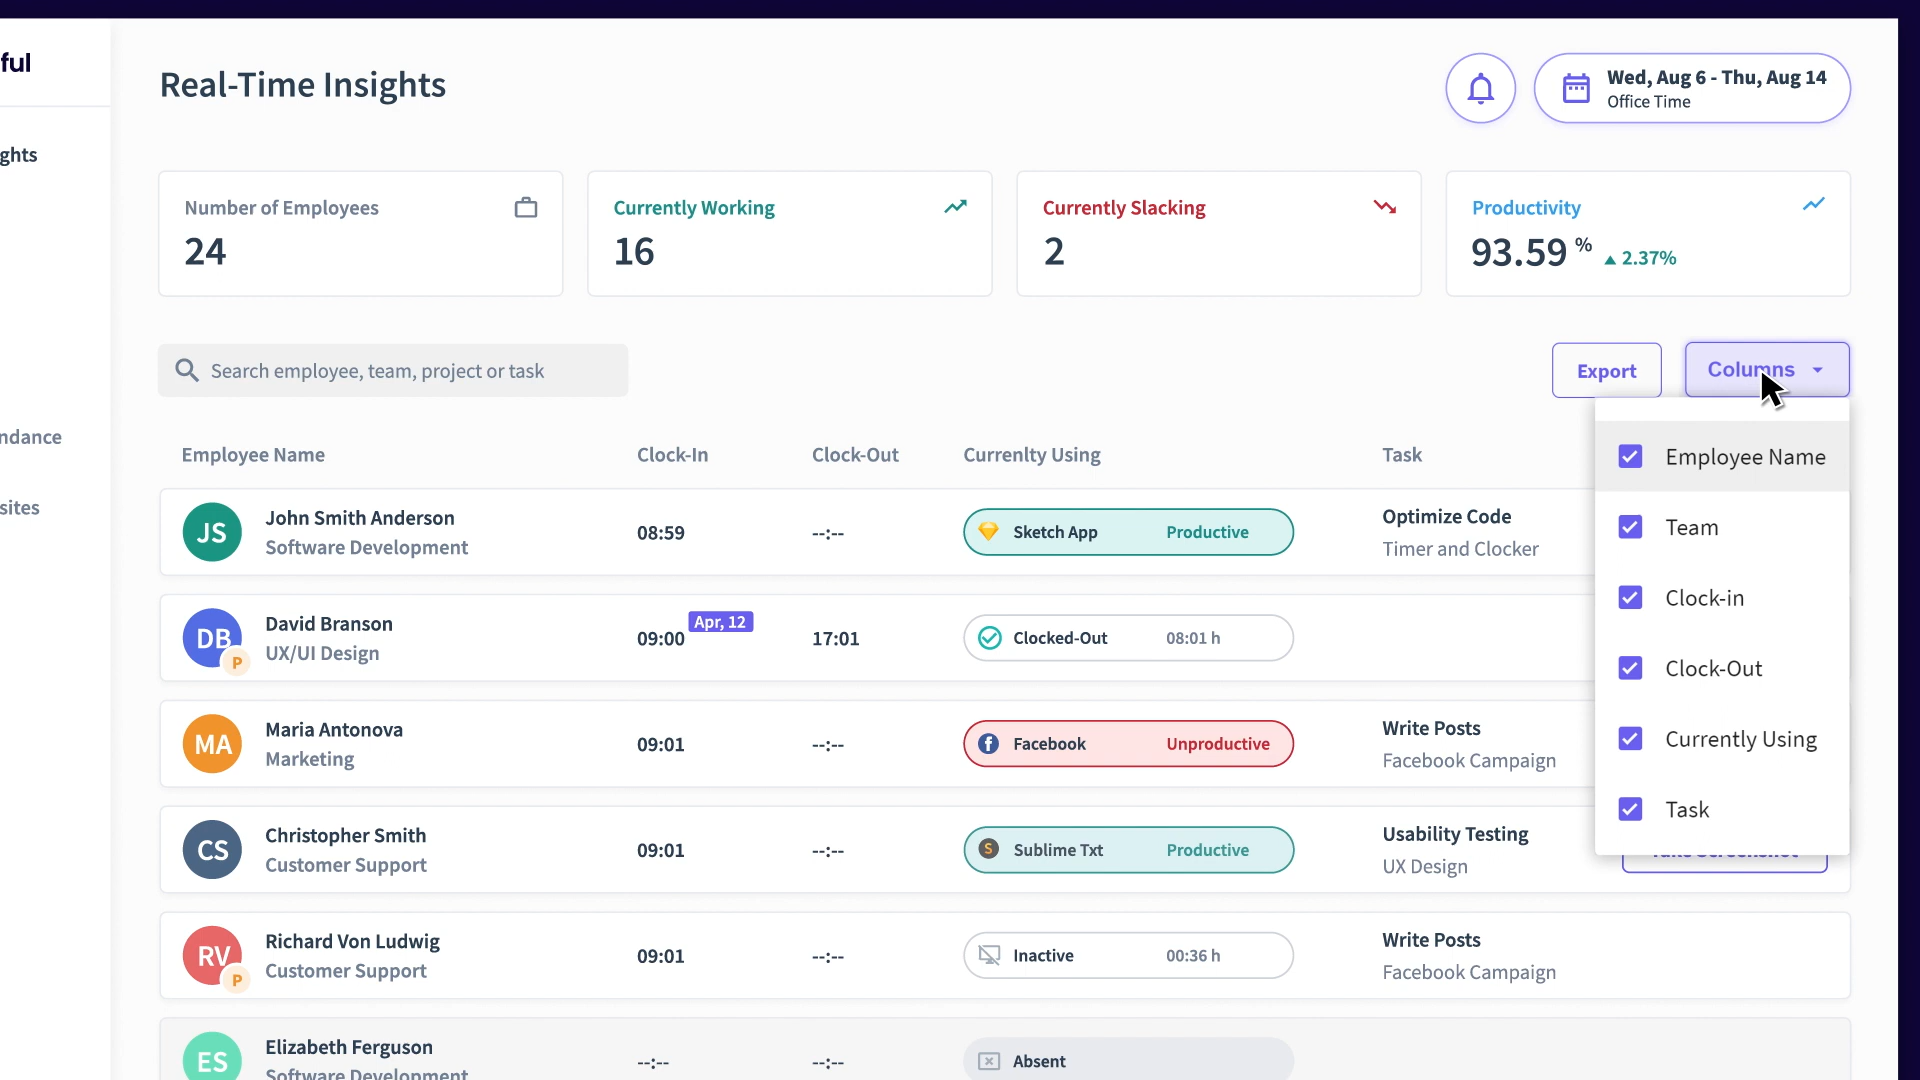 ful
ghts
ndance
sites
Real-Time Insights
Wed, Aug 6 - Thu, Aug 14
Office Time
Number of Employees
24
Currently Working
16
Currently Slacking
2
Productivity
93.59 % ▲ 2.37%
Search employee, team, project or task
Export
Columns
Employee Name
Team
Clock-in
Clock-Out
Currently Using
Task
Employee Name Clock-In Clock-Out Currenlty Using Task
JS
John Smith Anderson
Software Development
08:59
--:--
Sketch App Productive
Optimize Code
Timer and Clocker
DB
P
David Branson
UX/UI Design
09:00
Apr, 12
17:01
Clocked-Out 08:01 h
MA
Maria Antonova
Marketing
09:01
--:--
Facebook Unproductive
Write Posts
Facebook Campaign
CS
Christopher Smith
Customer Support
09:01
--:--
S
Sublime Txt Productive
Usability Testing
UX Design
RV
P
Richard Von Ludwig
Customer Support
09:01
--:--
Inactive 00:36 h
Write Posts
Facebook Campaign
ES
Elizabeth Ferguson
Software Development
--:--
--:--
Absent